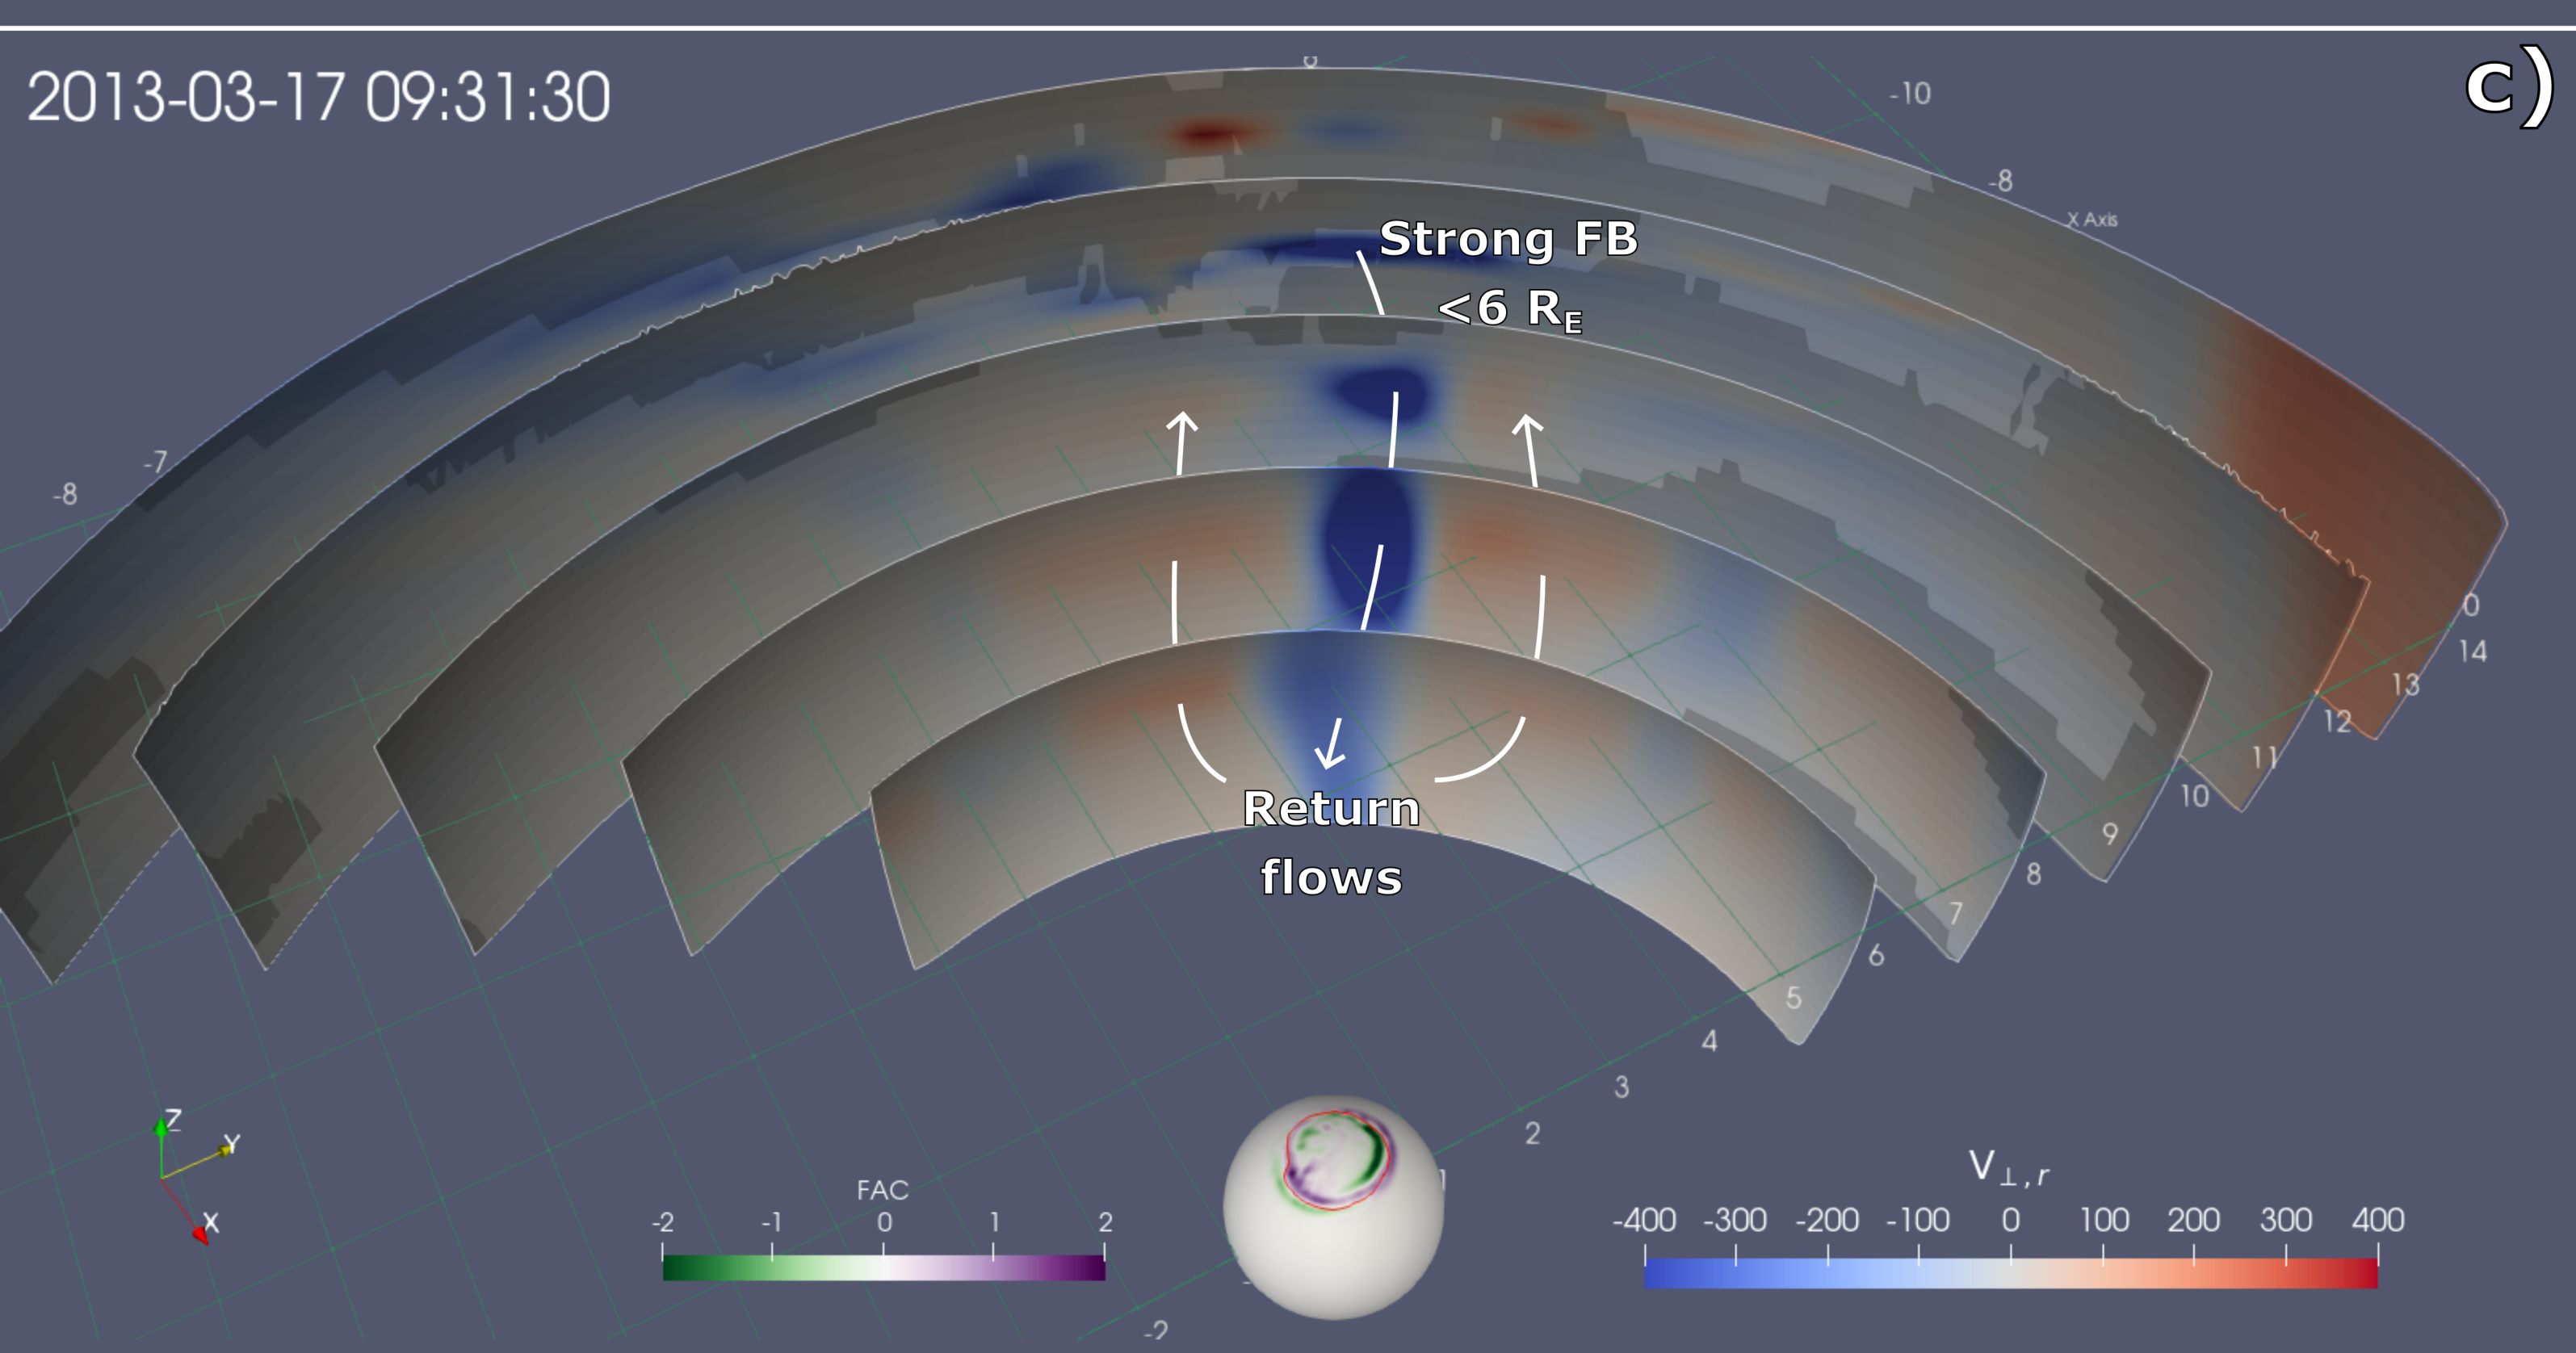 2013-03-17 09:31:30
c)
-10
-8
X Axis
Strong FB
<6 R_E
-7
-8
0
14
13
12
11
10
9
8
7
6
5
4
3
2
-2
Return
flows
Z
Y
X
FAC
-2 -1 0 1 2
V⊥,r
-400 -300 -200 -100 0 100 200 300 400